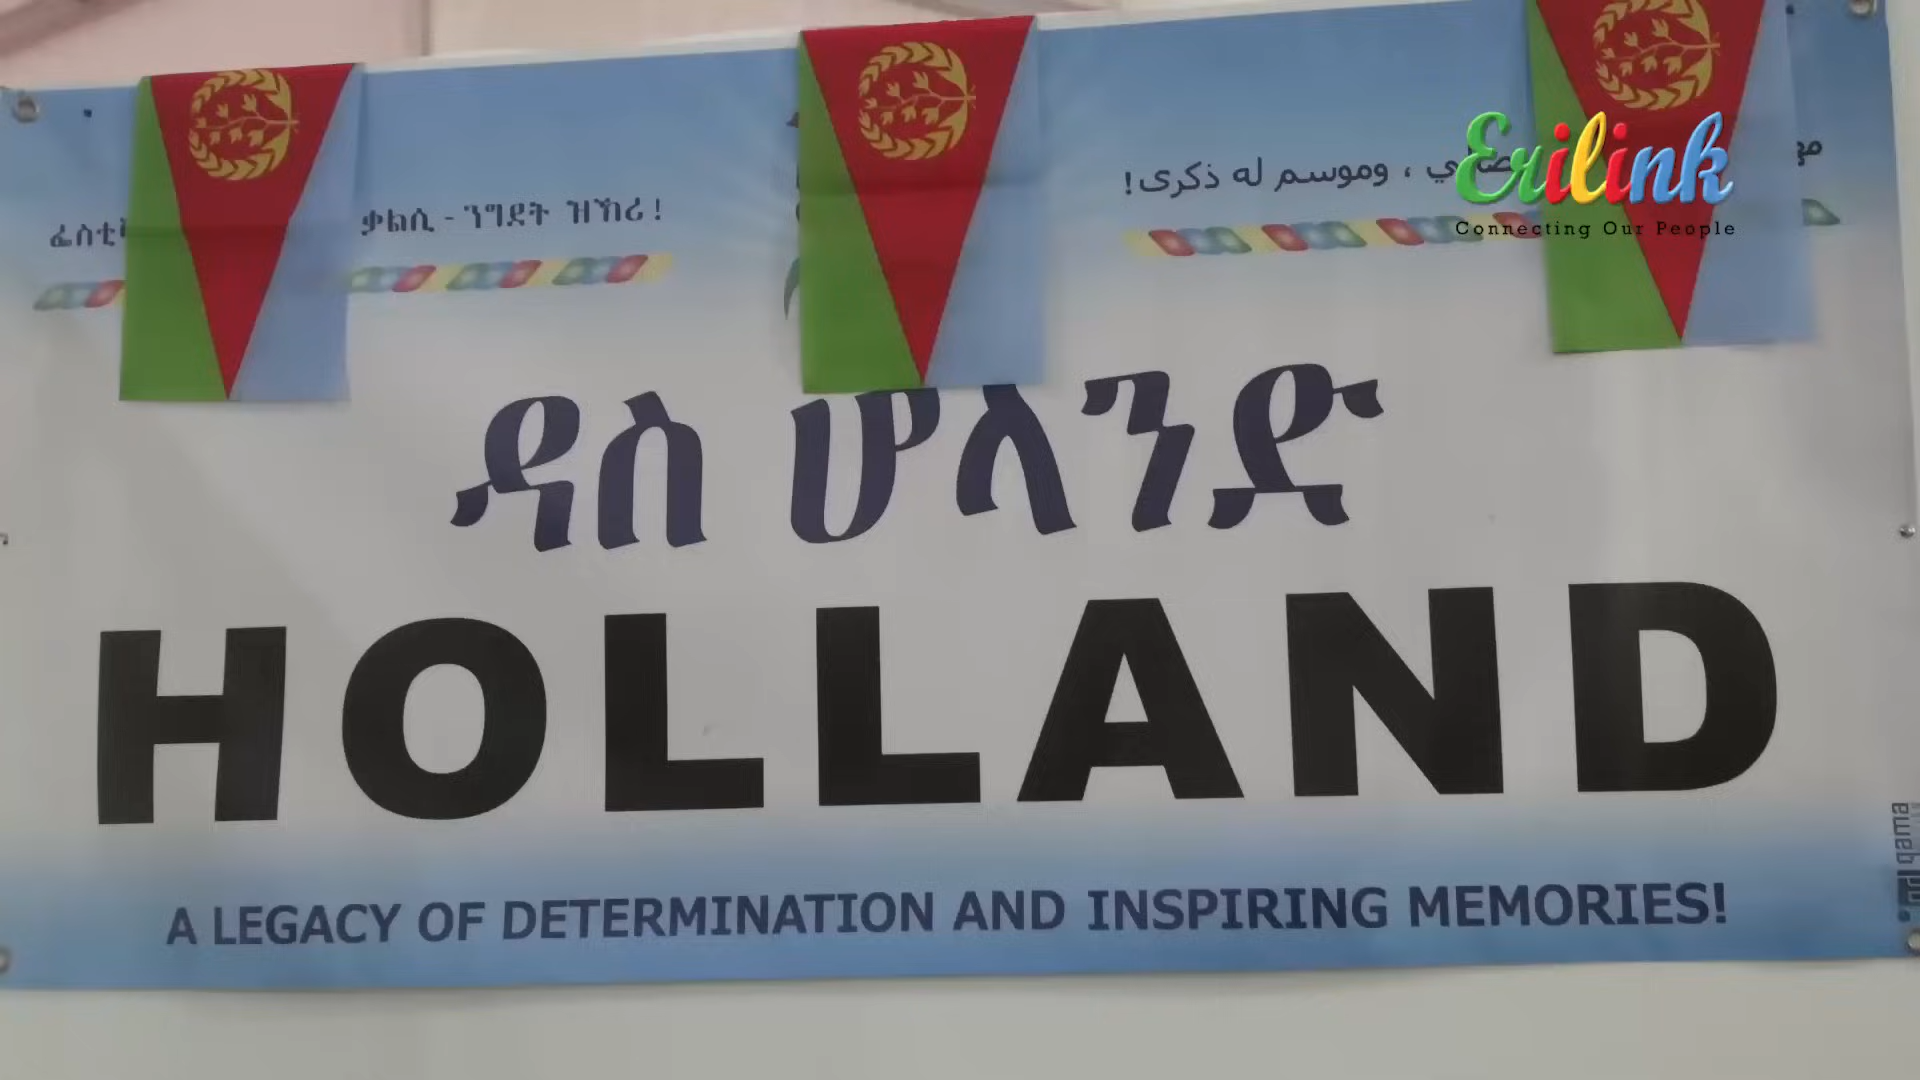 ቃልሲ - ንግደት ዝኽሪ!
، وموسم له ذكرى!
Erilink
Connecting Our People
ዳስ ሆላንድ
HOLLAND
A LEGACY OF DETERMINATION AND INSPIRING MEMORIES!